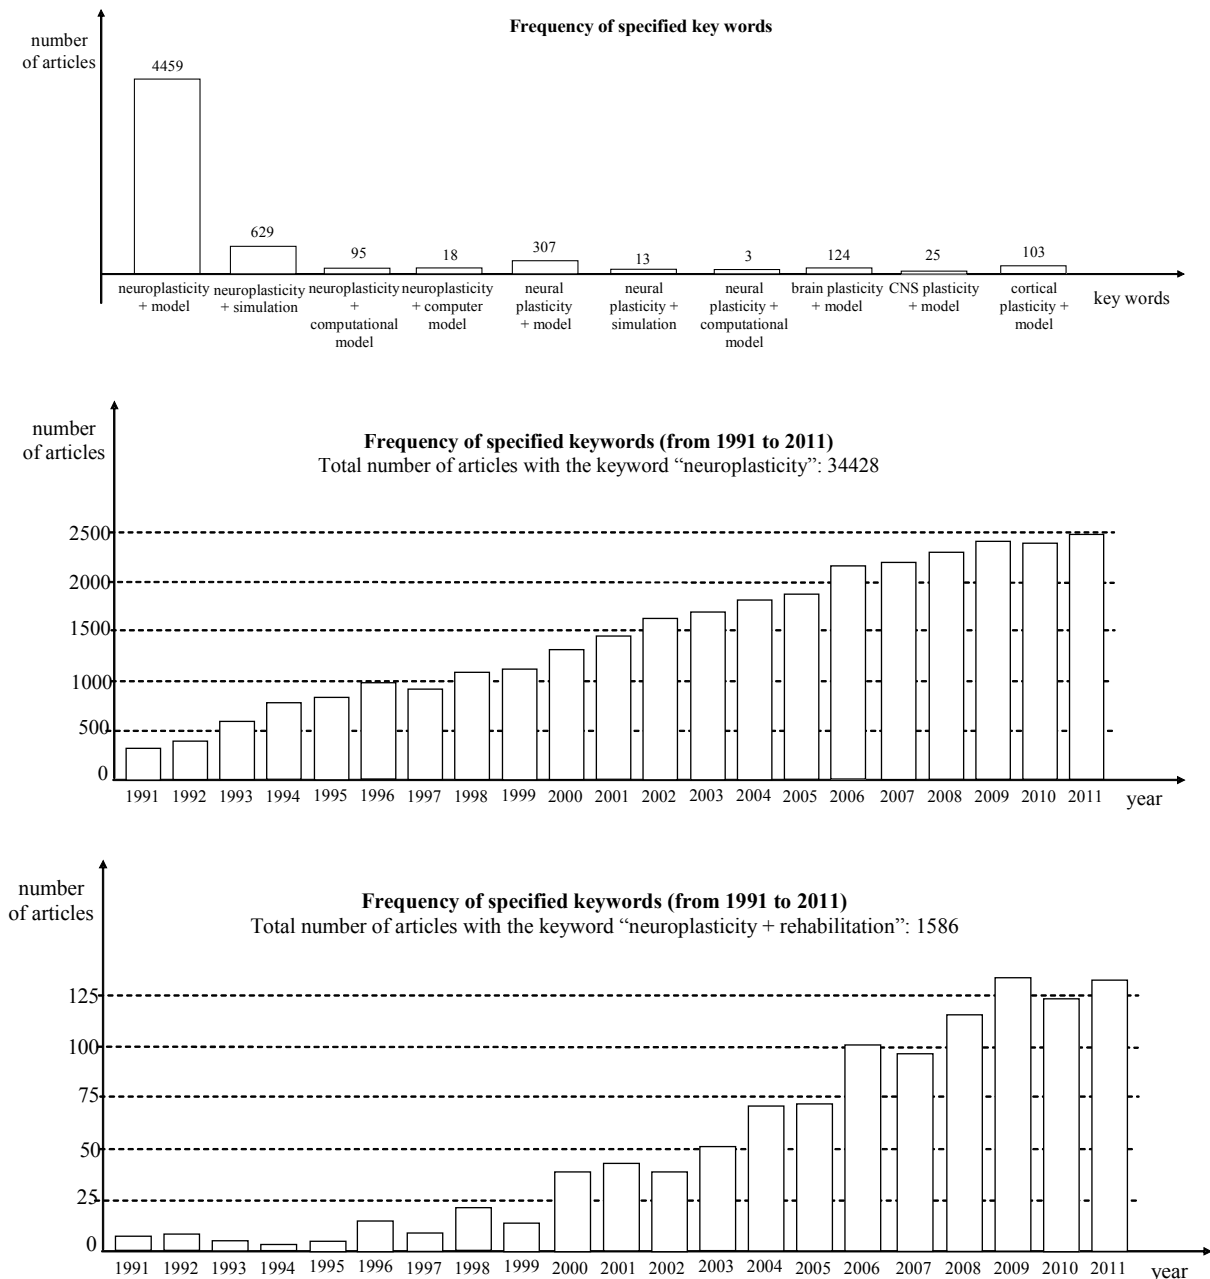 Frequency of specified key words
number
of articles
4459
629
95
18
307
13
3
124
25
103
neuroplasticity
+ model
neuroplasticity
+ simulation
neuroplasticity
+
computational
model
neuroplasticity
+ computer
model
neural
plasticity
+ model
neural
plasticity +
simulation
neural
plasticity +
computational
model
brain plasticity
+ model
CNS plasticity
+ model
cortical
plasticity +
model
key words
number
of articles
Frequency of specified keywords (from 1991 to 2011)
Total number of articles with the keyword “neuroplasticity”: 34428
2500
2000
1500
1000
500
0
1991 1992 1993 1994 1995 1996 1997 1998 1999 2000 2001 2002 2003 2004 2005 2006 2007 2008 2009 2010 2011 year
number
of articles
Frequency of specified keywords (from 1991 to 2011)
Total number of articles with the keyword “neuroplasticity + rehabilitation”: 1586
125
100
75
50
25
0
1991 1992 1993 1994 1995 1996 1997 1998 1999 2000 2001 2002 2003 2004 2005 2006 2007 2008 2009 2010 2011 year